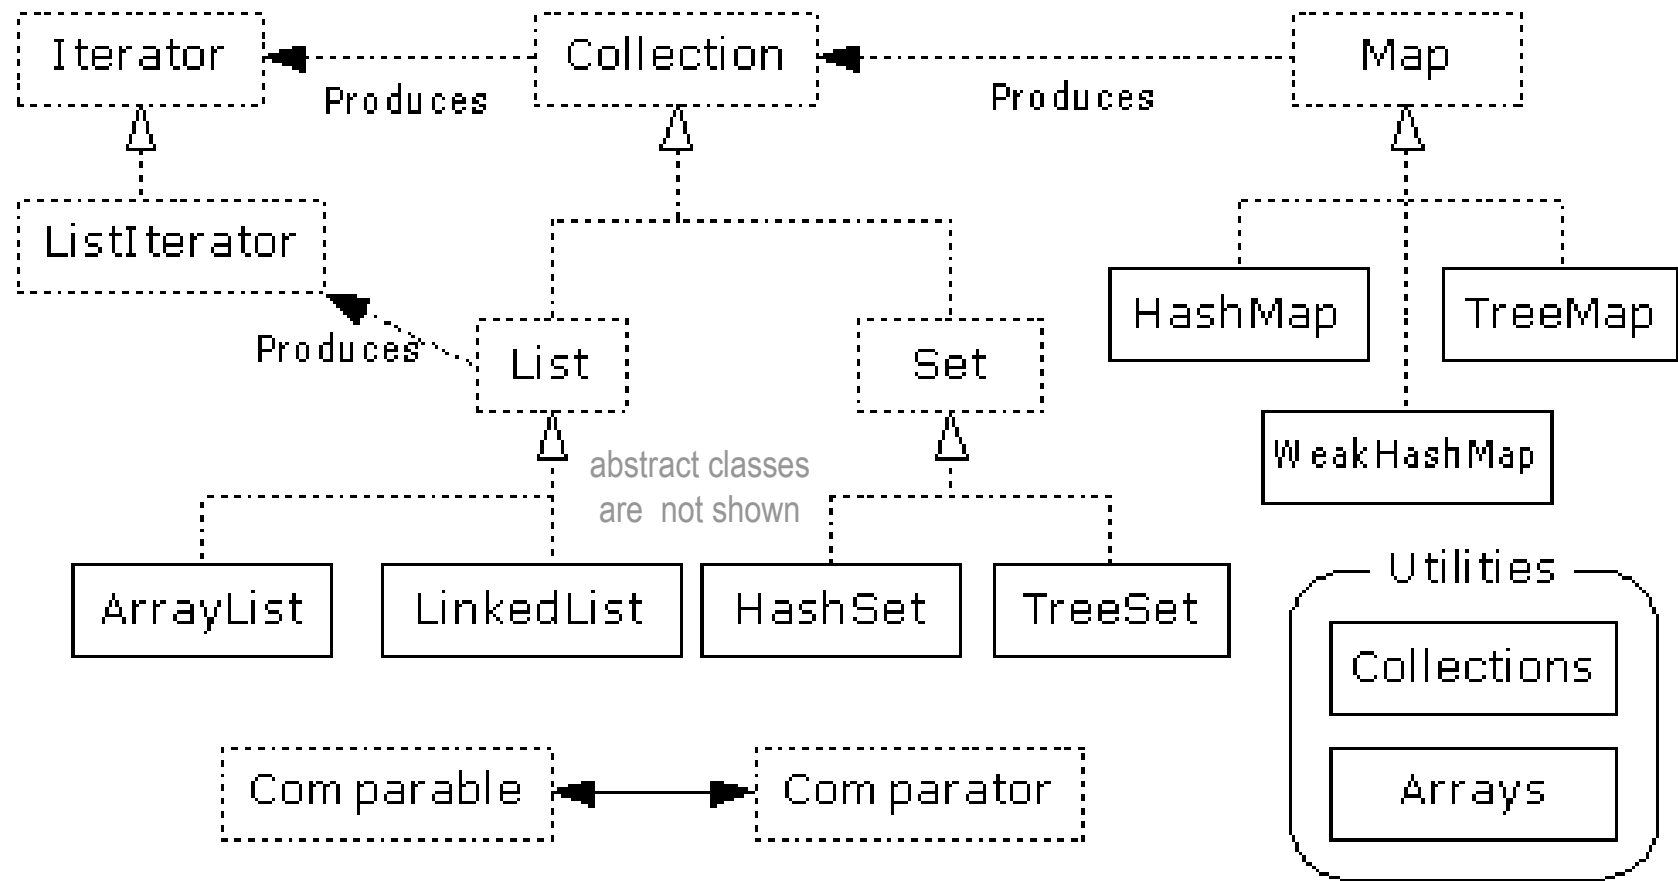 Iterator
Collection
Map
Produces
Produces
ListIterator
HashMap
TreeMap
Produces
List
Set
WeakHashMap
abstract classes
are not shown
Utilities
ArrayList
LinkedList
HashSet
TreeSet
Collections
Comparable
Comparator
Arrays